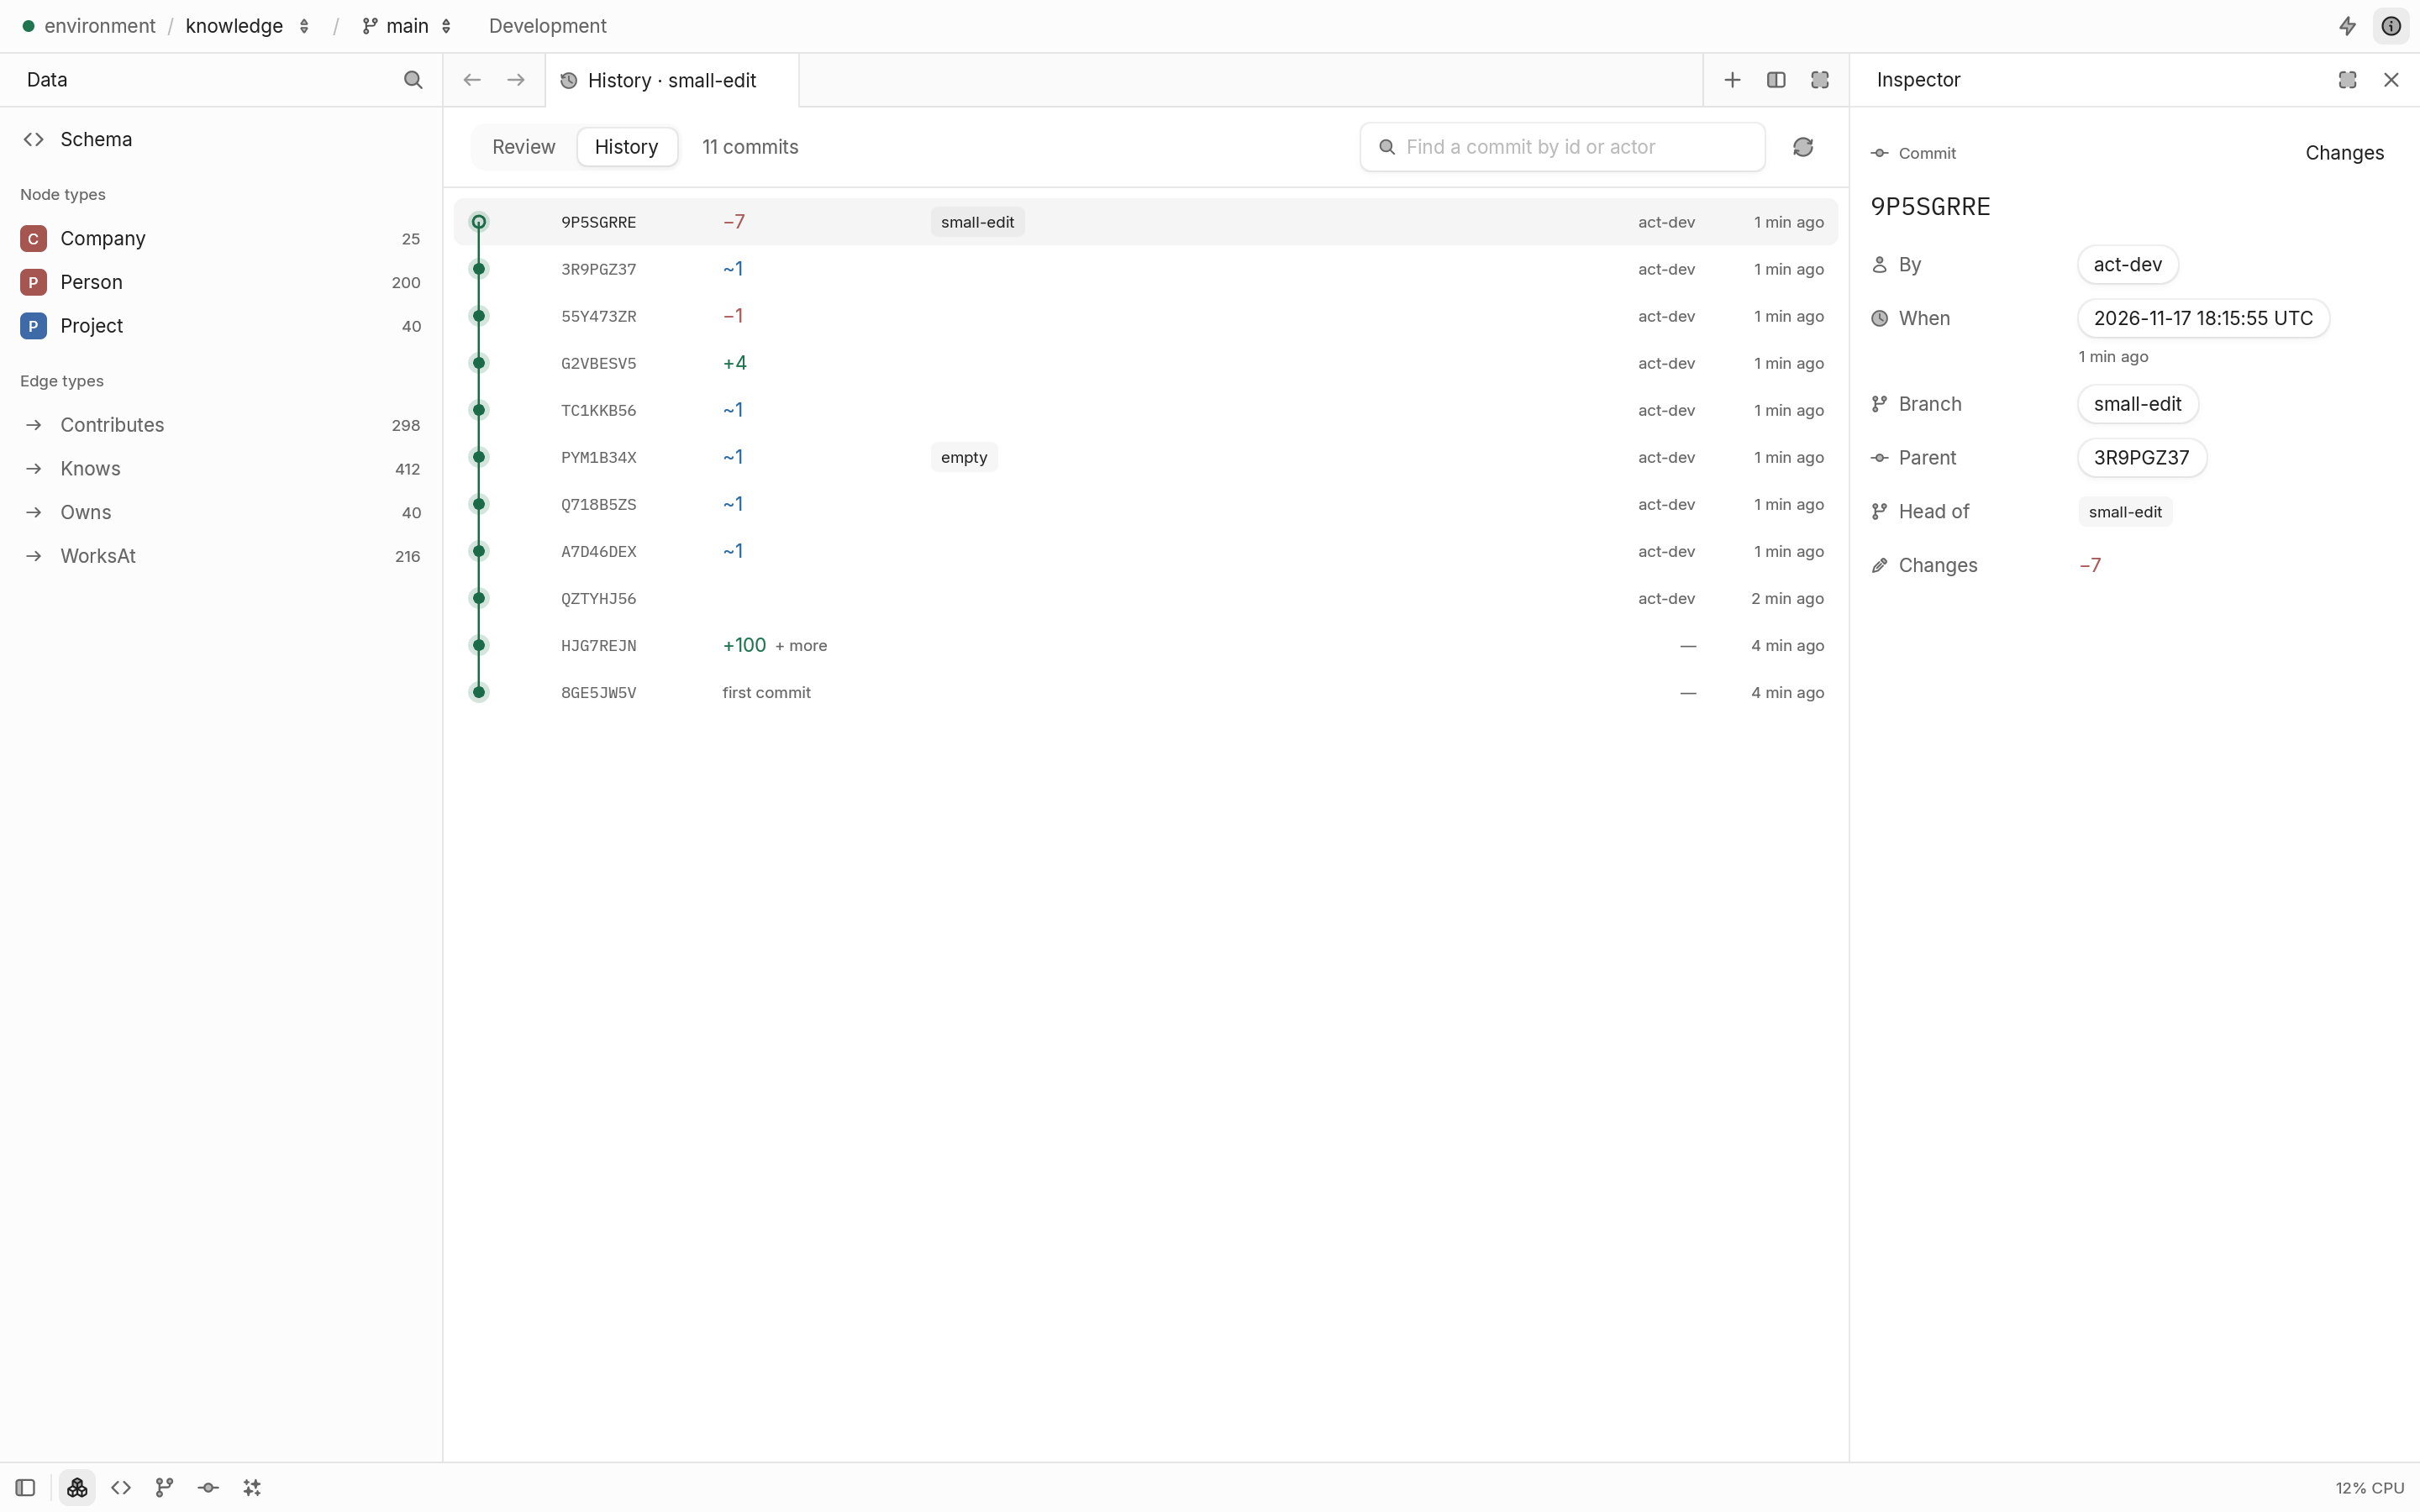 environment / knowledge / main Development
Data
History · small-edit
Inspector
Schema
Node types
C Company 25
P Person 200
P Project 40
Edge types
Contributes 298
Knows 412
Owns 40
WorksAt 216
Review History 11 commits Find a commit by id or actor
9P5SGRRE −7 small-edit act-dev 1 min ago
3R9PGZ37 ~1 act-dev 1 min ago
55Y473ZR −1 act-dev 1 min ago
G2VBESV5 +4 act-dev 1 min ago
TC1KKB56 ~1 act-dev 1 min ago
PYM1B34X ~1 empty act-dev 1 min ago
Q718B5ZS ~1 act-dev 1 min ago
A7D46DEX ~1 act-dev 1 min ago
QZTYHJ56 act-dev 2 min ago
HJG7REJN +100 + more — 4 min ago
8GE5JW5V first commit — 4 min ago
Commit Changes
9P5SGRRE
By act-dev
When 2026-11-17 18:15:55 UTC
1 min ago
Branch small-edit
Parent 3R9PGZ37
Head of small-edit
Changes −7
12% CPU